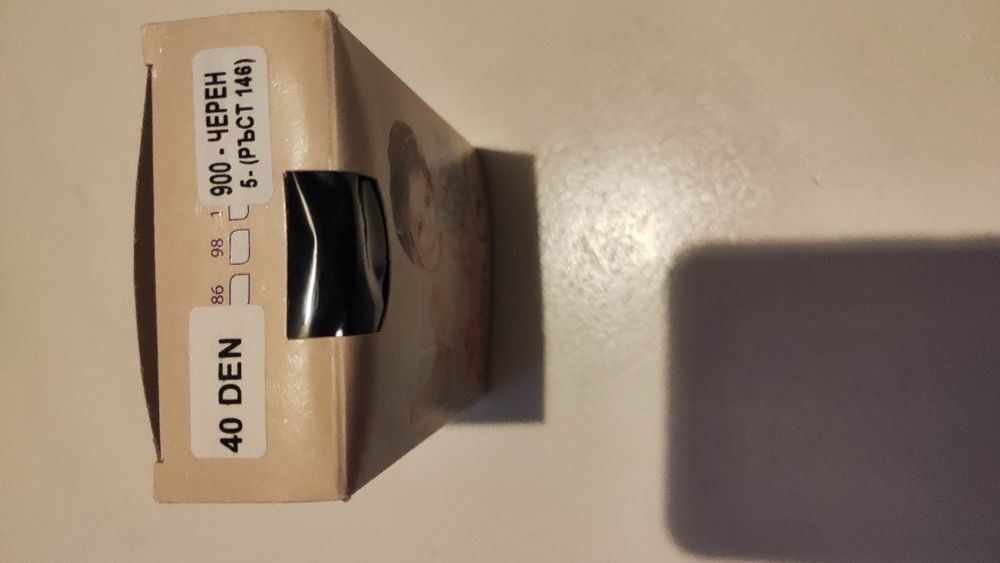 900 - ЧЕРЕН
5- (РЪСТ 146)
86 98 1
40 DEN